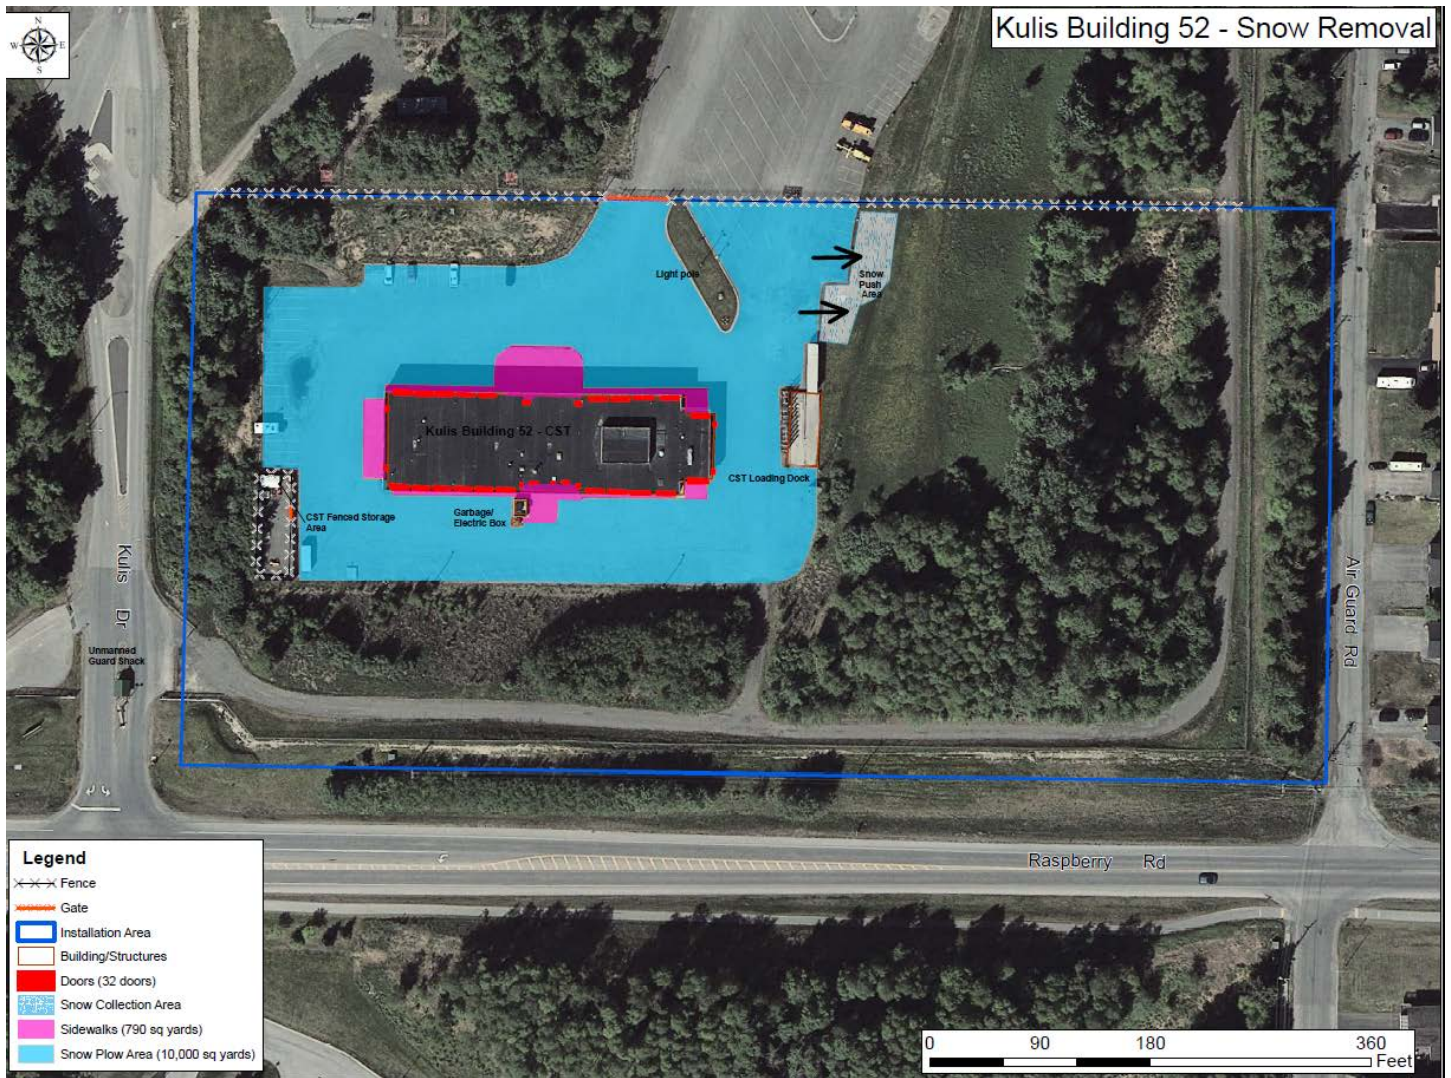 Kulis Building 52 - Snow Removal
N
W E
S
Light pole
Snow
Push
Area
Kulis Building 52 - CST
CST Loading Dock
CST Fenced Storage
Area
Garbage/
Electric Box
Kulis Dr
Unmanned
Guard Shack
Air Guard Rd
Raspberry Rd
Legend
Fence
Gate
Installation Area
Building/Structures
Doors (32 doors)
Snow Collection Area
Sidewalks (790 sq yards)
Snow Plow Area (10,000 sq yards)
0 90 180 360
Feet